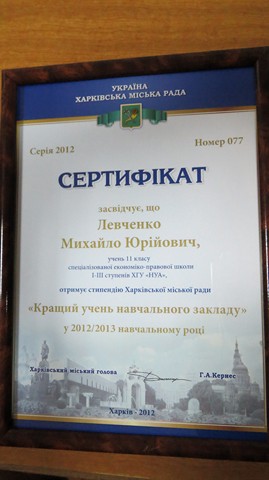 УКРАЇНА
ХАРКІВСЬКА МІСЬКА РАДА
Серія 2012 Номер 077
СЕРТИФІКАТ
засвідчує, що
Левченко
Михайло Юрійович,
учень 11 класу
спеціалізованої економіко-правової школи
І-ІІІ ступенів ХГУ «НУА»,
отримує стипендію Харківської міської ради
«Кращий учень навчального закладу»
у 2012/2013 навчальному році
Харківський міський голова Г.А.Кернес
Харків - 2012